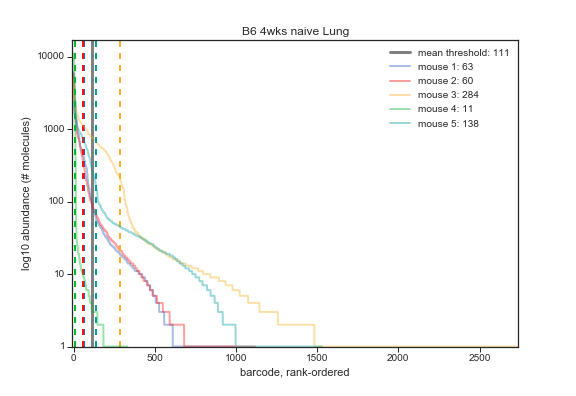 B6 4wks naive Lung
log10 abundance (# molecules)
10000
1000
100
10
1
mean threshold: 111
mouse 1: 63
mouse 2: 60
mouse 3: 284
mouse 4: 11
mouse 5: 138
0 500 1000 1500 2000 2500
barcode, rank-ordered